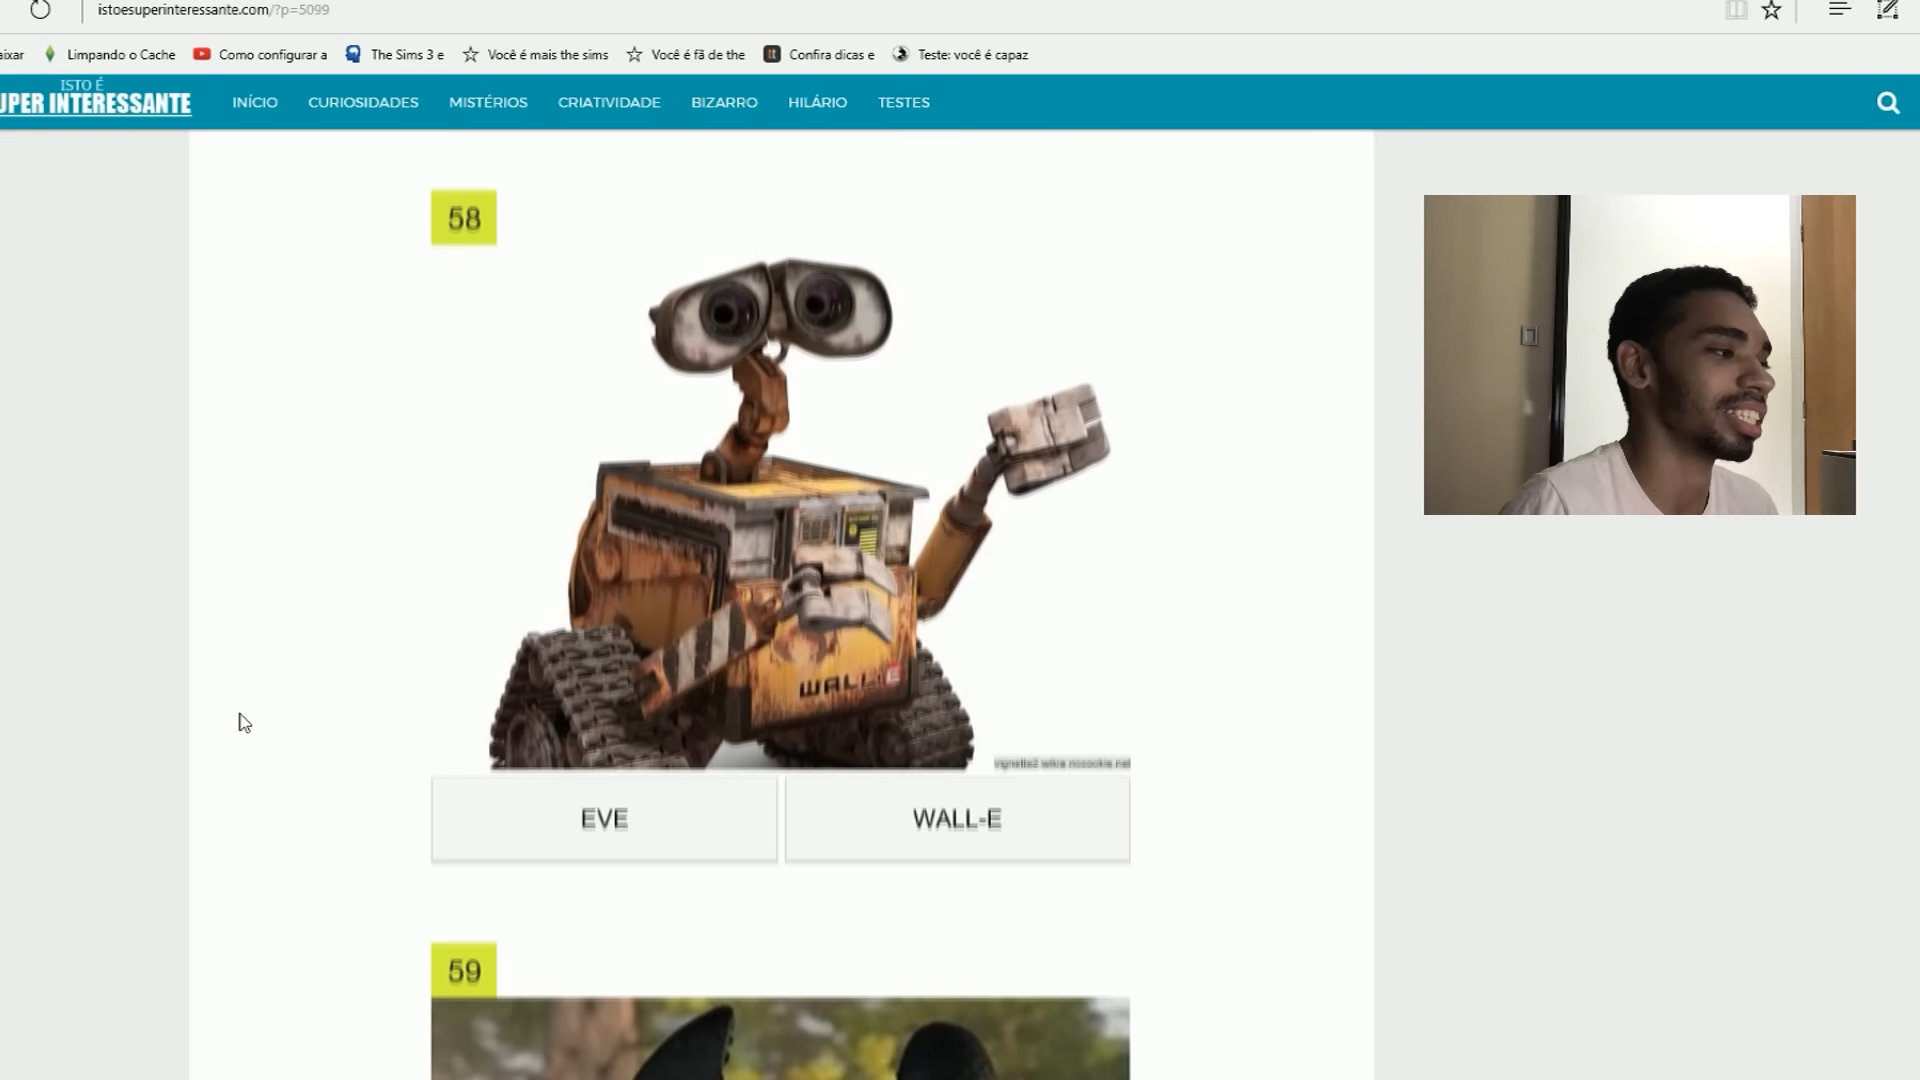 istoesuperinteressante.com/?p=5099
aixar Limpando o Cache Como configurar a The Sims 3 e Você é mais the sims Você é fã de the Confira dicas e Teste: você é capaz
ISTO É
UPER INTERESSANTE
INÍCIO CURIOSIDADES MISTÉRIOS CRIATIVIDADE BIZARRO HILÁRIO TESTES
58
WALL-E
EVE WALL-E
59